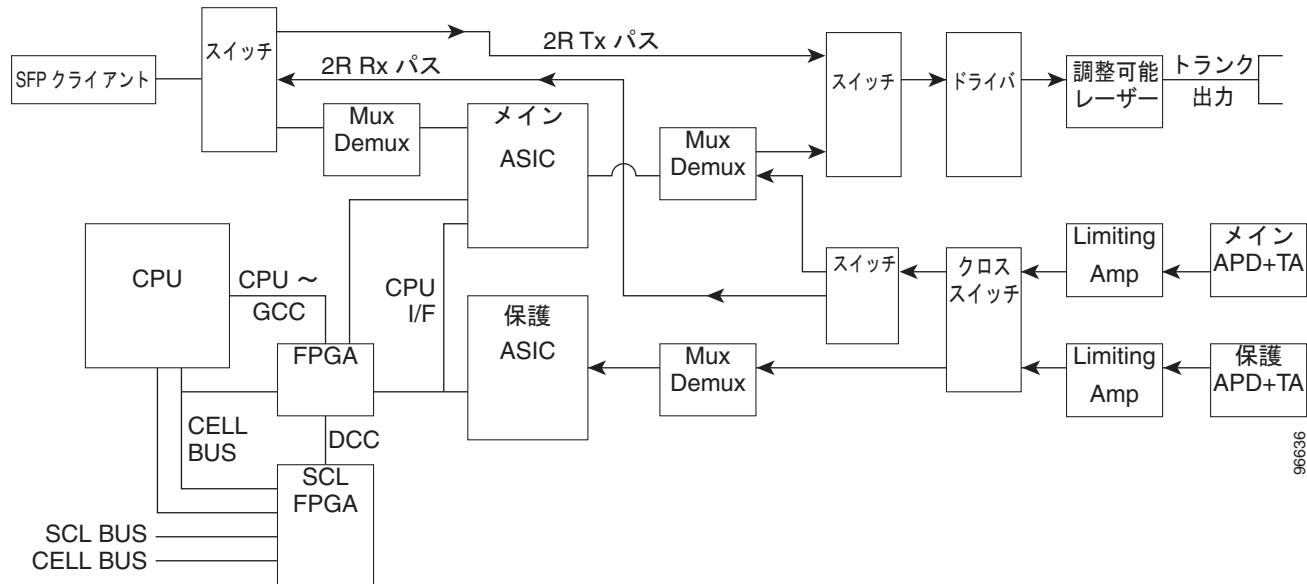 スイッチ
SFP クライアント
2R Tx パス
2R Rx パス
Mux
Demux
メイン
ASIC
Mux
Demux
スイッチ
ドライバ
調整可能
レーザー
トランク
出力
CPU
CPU ～
GCC
CPU
I/F
FPGA
保護
ASIC
Mux
Demux
スイッチ
クロス
スイッチ
Limiting
Amp
メイン
APD+TA
Limiting
Amp
保護
APD+TA
CELL
BUS
DCC
SCL
FPGA
SCL BUS
CELL BUS
96636